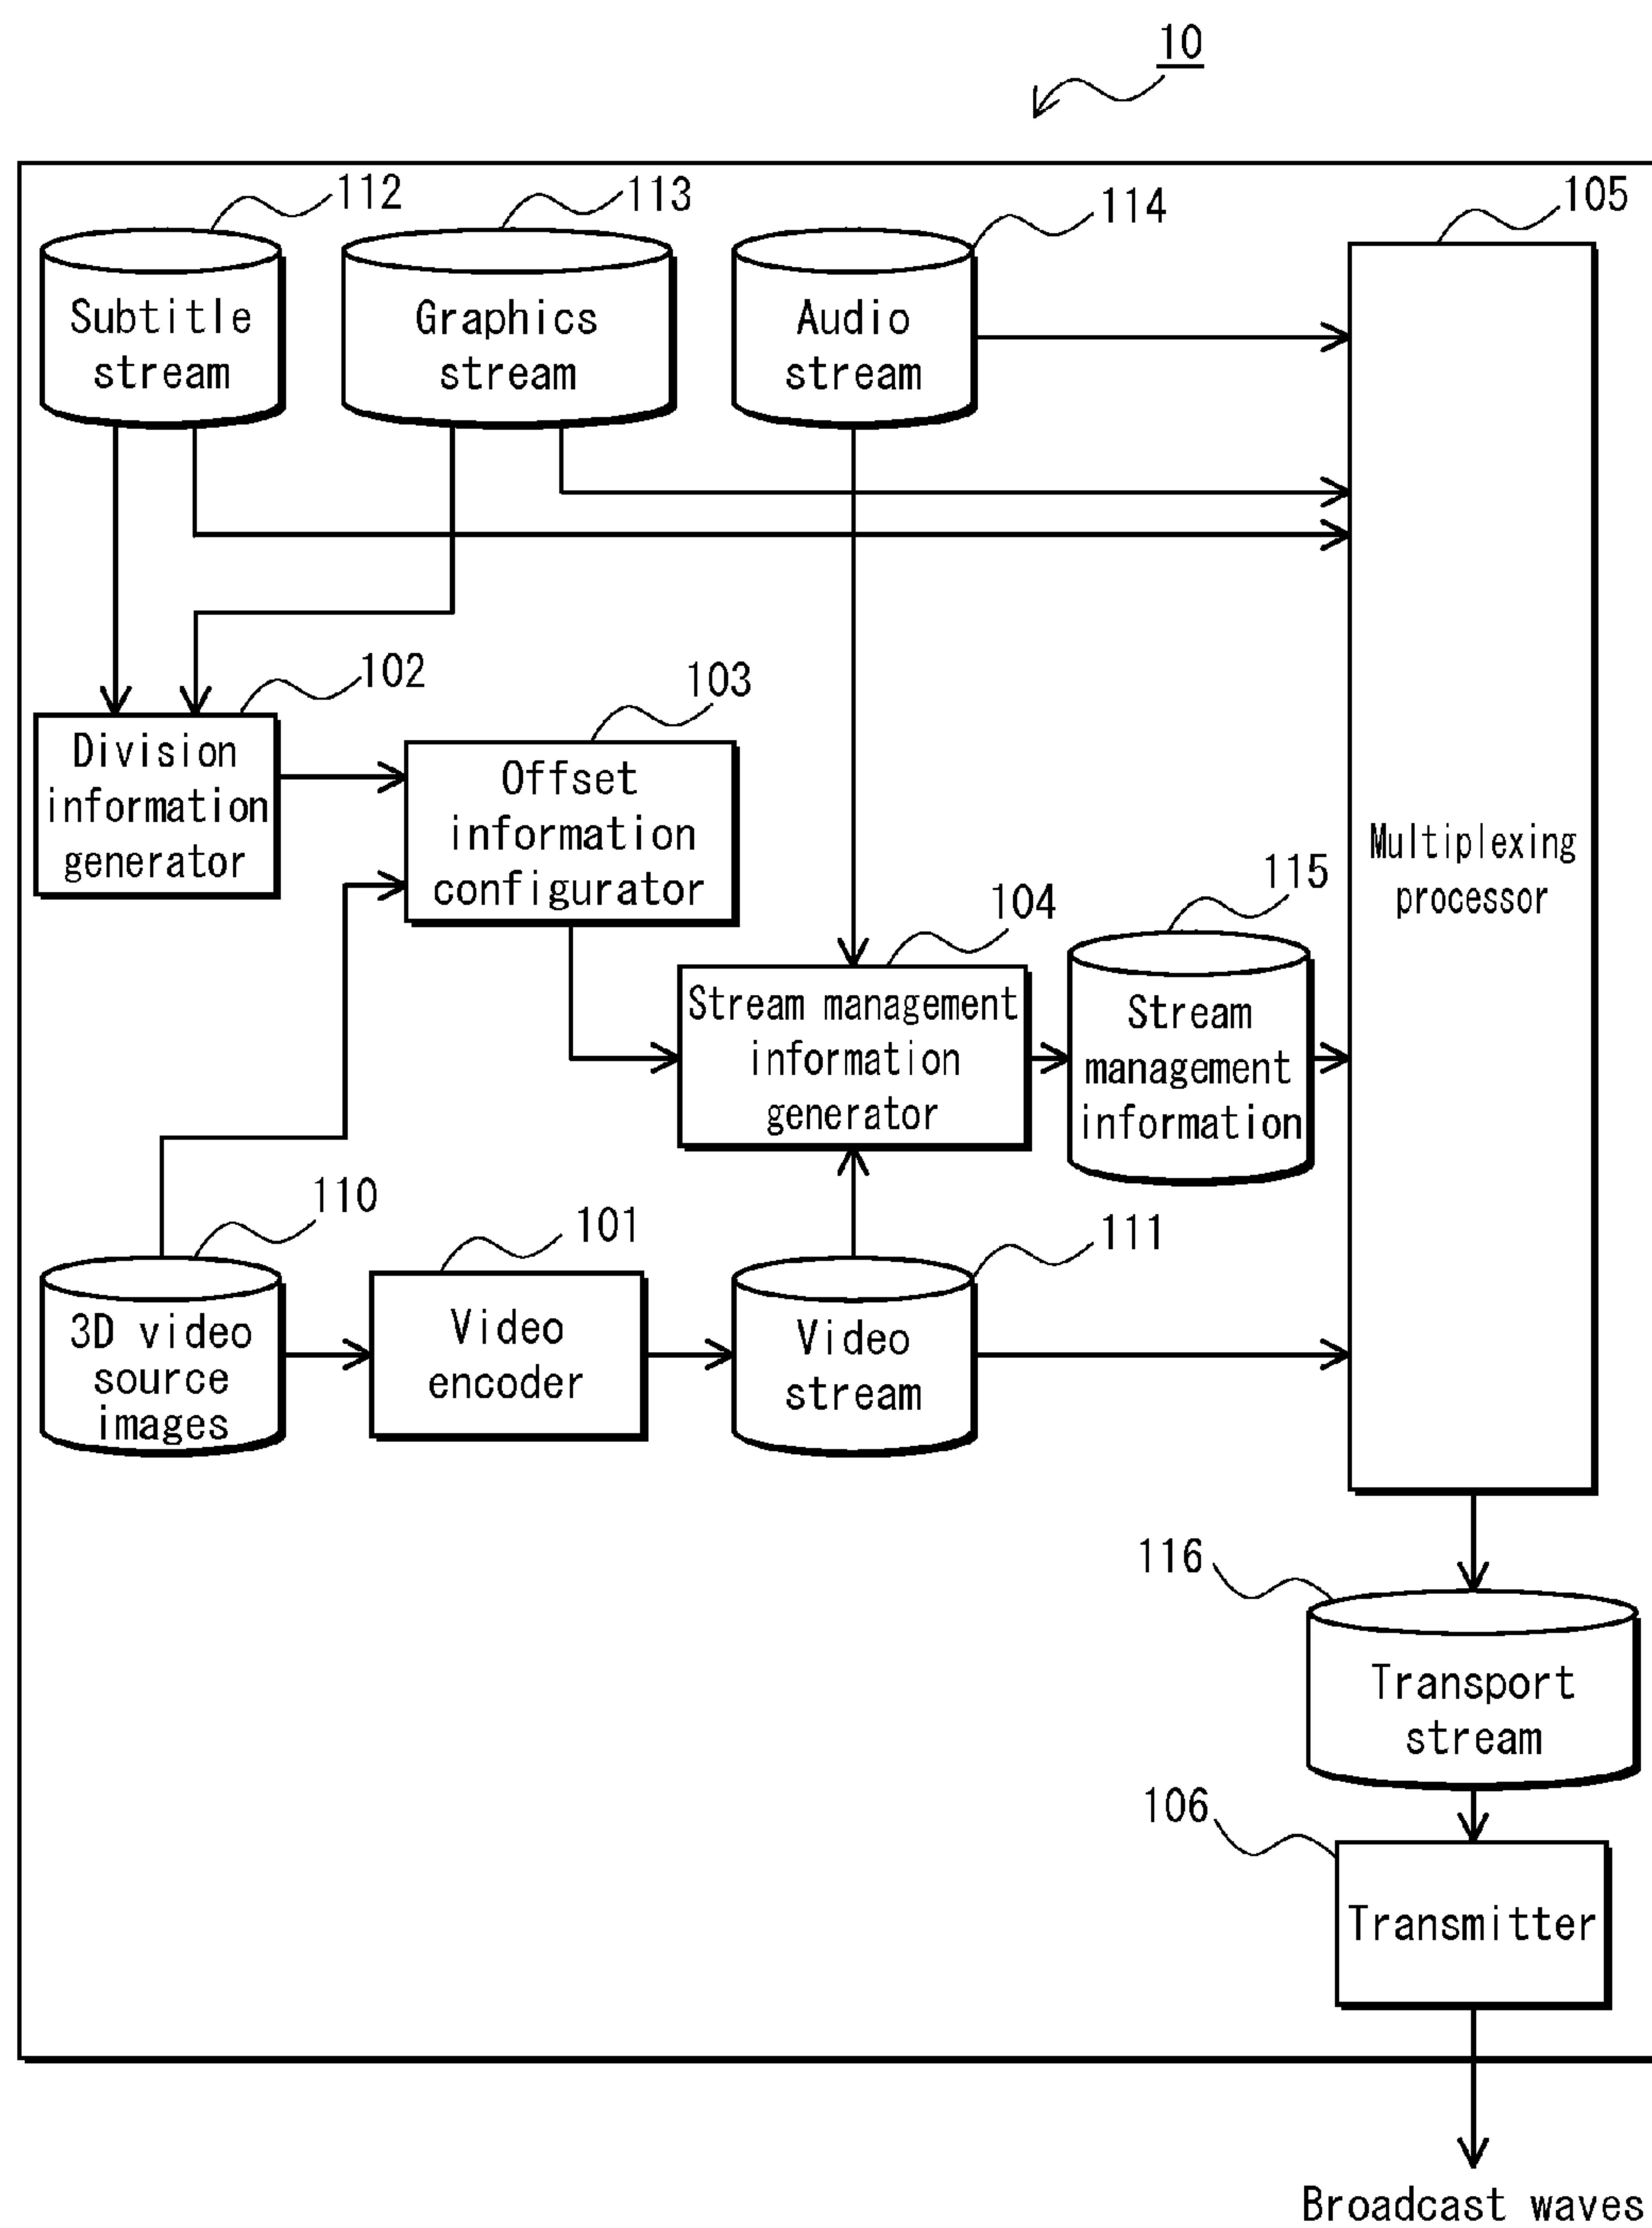 10
112
113
114
105
Subtitle
stream
Graphics
stream
Audio
stream
102
103
Division
information
generator
Offset
information
configurator
Multiplexing
processor
104
115
Stream management
information
generator
Stream
management
information
110
101
111
3D video
source
images
Video
encoder
Video
stream
116
Transport
stream
106
Transmitter
Broadcast waves